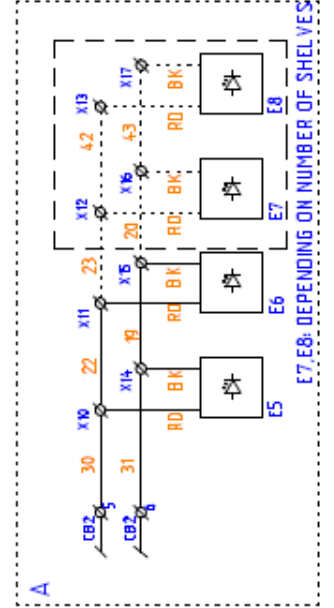 A
CB2
5
30
X10
22
X11
23
X12
42
X13
CB2
6
31
X14
19
X15
20
X16
43
X17
RD
BK
RD
BK
RD
BK
RD
BK
E5
E6
E7
E8
E7,E8: DEPENDING ON NUMBER OF SHELVES